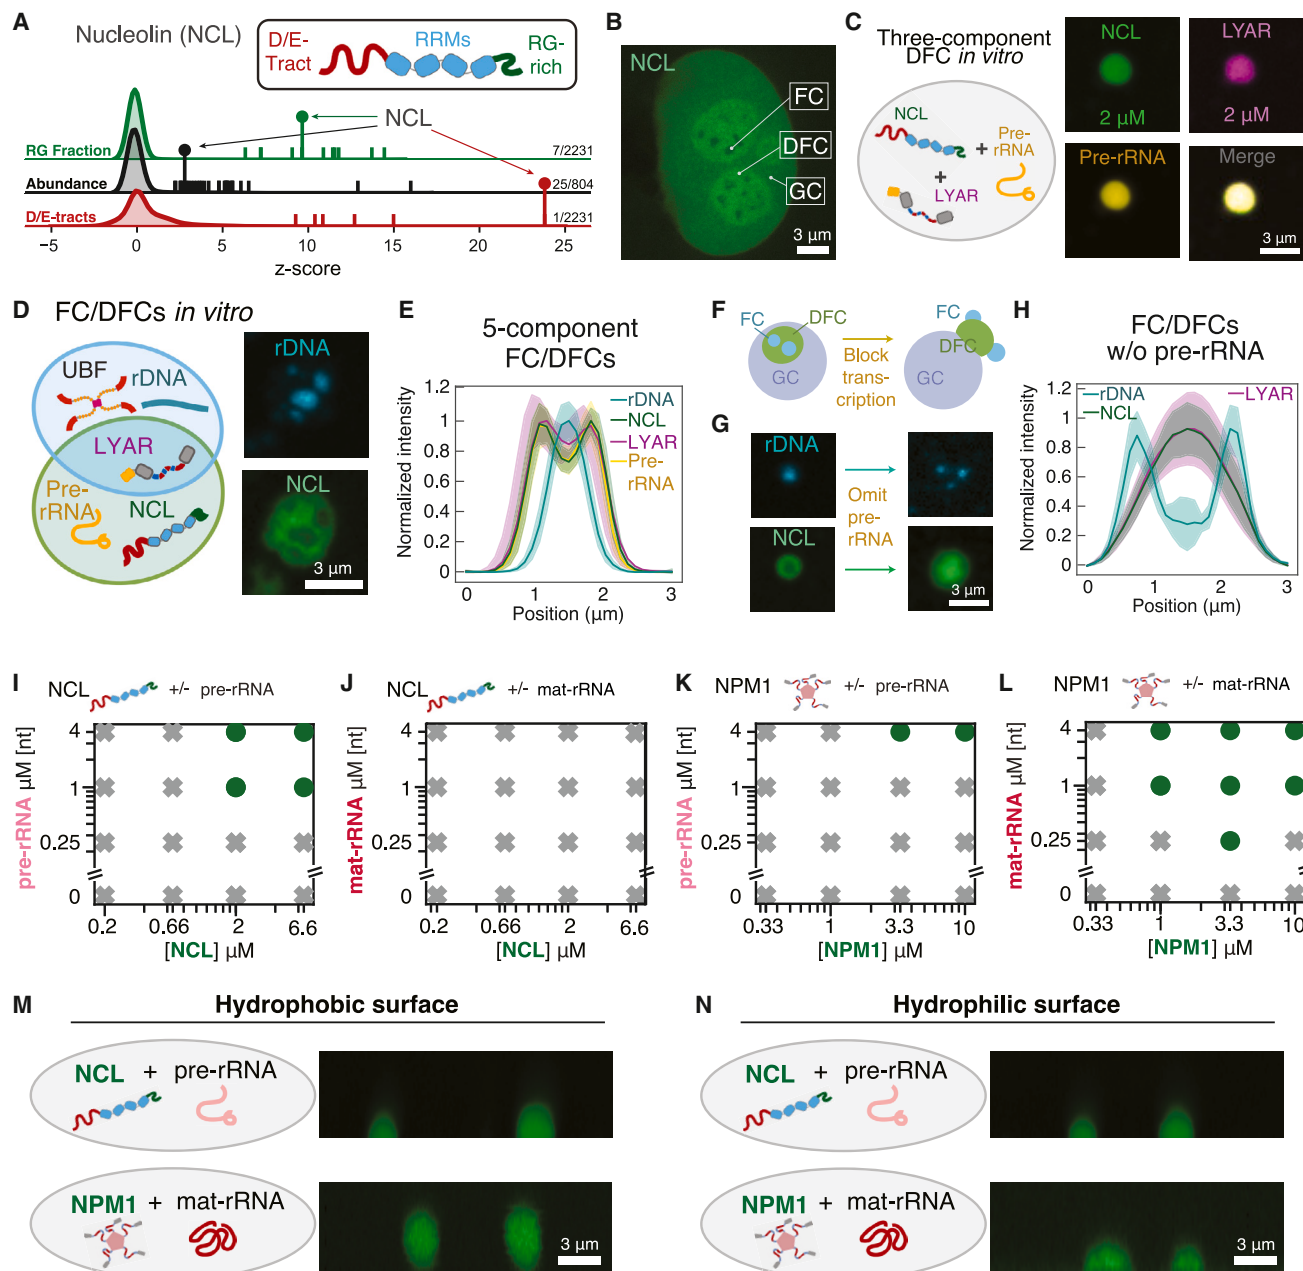 A
Nucleolin (NCL)
D/E-
Tract
RRMs
RG-
rich
NCL
RG Fraction
7/2231
Abundance
25/804
D/E-tracts
1/2231
−5 0 5 10 15 20 25
z-score
B
NCL
FC
DFC
GC
3 µm
C
Three-component
DFC in vitro
NCL
+
Pre-
rRNA
+
LYAR
NCL
2 µM
LYAR
2 µM
Pre-rRNA
Merge
3 µm
D
FC/DFCs in vitro
UBF
rDNA
LYAR
Pre-
rRNA
NCL
rDNA
NCL
3 µm
E
5-component
FC/DFCs
Normalized intensity
1.2
1
0.8
0.6
0.4
0.2
0
rDNA
NCL
LYAR
Pre-
rRNA
0 1 2 3
Position (µm)
F
FC
DFC
GC
Block
trans-
cription
FC
DFC
GC
G
rDNA
NCL
Omit
pre-
rRNA
3 µm
H
FC/DFCs
w/o pre-rRNA
Normalized intensity
1.2
1
0.8
0.6
0.4
0.2
0
rDNA
NCL
LYAR
0 1 2 3
Position (µm)
I
NCL +/- pre-rRNA
pre-rRNA µM [nt]
4
1
0.25
0
0.2 0.66 2 6.6
[NCL] µM
J
NCL +/- mat-rRNA
mat-rRNA µM [nt]
4
1
0.25
0
0.2 0.66 2 6.6
[NCL] µM
K
NPM1 +/- pre-rRNA
pre-rRNA µM [nt]
4
1
0.25
0
0.33 1 3.3 10
[NPM1] µM
L
NPM1 +/- mat-rRNA
mat-rRNA µM [nt]
4
1
0.25
0
0.33 1 3.3 10
[NPM1] µM
M
Hydrophobic surface
NCL + pre-rRNA
NPM1 + mat-rRNA
3 µm
N
Hydrophilic surface
NCL + pre-rRNA
NPM1 + mat-rRNA
3 µm